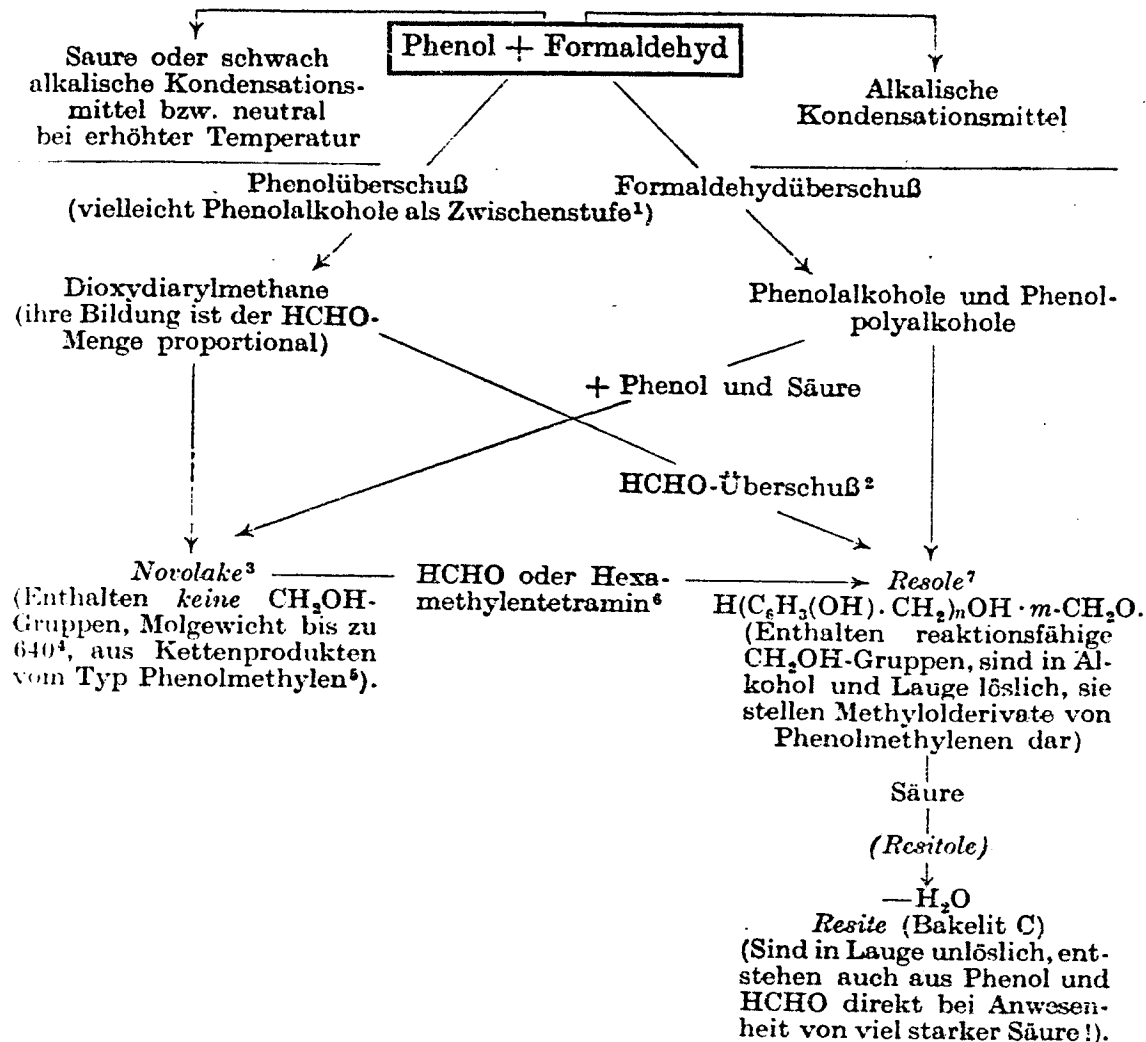 Phenol + Formaldehyd
Saure oder schwach
alkalische Kondensations-
mittel bzw. neutral
bei erhöhter Temperatur
Alkalische
Kondensationsmittel
Phenolüberschuß
(vielleicht Phenolalkohole als Zwischenstufe¹)
Formaldehydüberschuß
Dioxydiarylmethane
(ihre Bildung ist der HCHO-
Menge proportional)
Phenolalkohole und Phenol-
polyalkohole
+ Phenol und Säure
HCHO-Überschuß²
Novolake³
(Enthalten keine CH₂OH-
Gruppen, Molgewicht bis zu
640⁴, aus Kettenprodukten
vom Typ Phenolmethylen⁵).
HCHO oder Hexa-
methylentetramin⁶
Resole⁷
H(C₆H₃(OH). CH₂)ₙOH · m-CH₂O.
(Enthalten reaktionsfähige
CH₂OH-Gruppen, sind in Al-
kohol und Lauge löslich, sie
stellen Methylolderivate von
Phenolmethylenen dar)
Säure
(Resitole)
—H₂O
Resite (Bakelit C)
(Sind in Lauge unlöslich, ent-
stehen auch aus Phenol und
HCHO direkt bei Anwesen-
heit von viel starker Säure!).